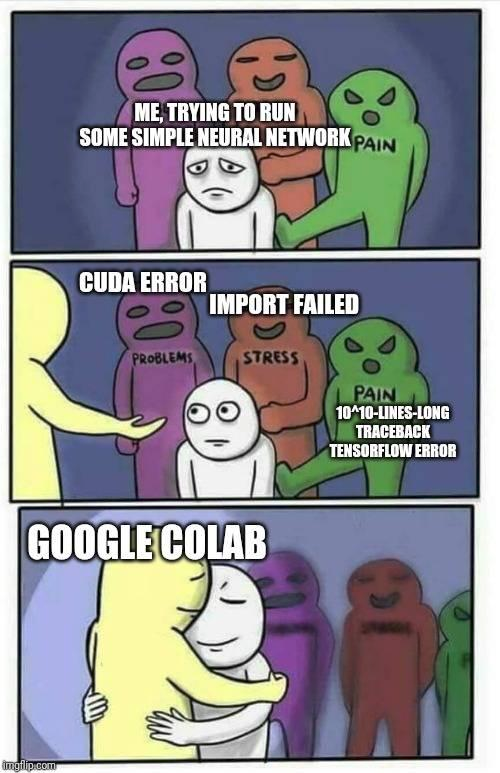 ME, TRYING TO RUN
SOME SIMPLE NEURAL NETWORK
PAIN
CUDA ERROR
IMPORT FAILED
PROBLEMS
STRESS
PAIN
10^10-LINES-LONG
TRACEBACK
TENSORFLOW ERROR
GOOGLE COLAB
imgflip.com